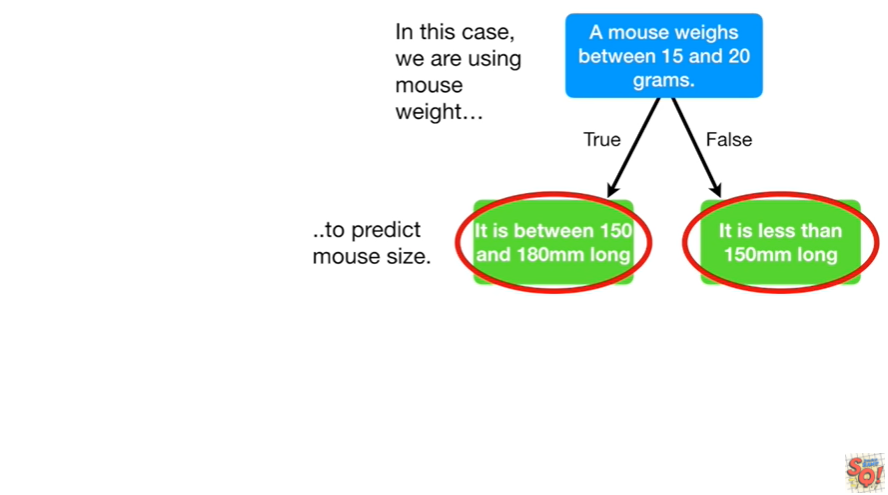 In this case,
we are using
mouse
weight...
A mouse weighs
between 15 and 20
grams.
True
False
..to predict
mouse size.
It is between 150
and 180mm long
It is less than
150mm long
SQ!